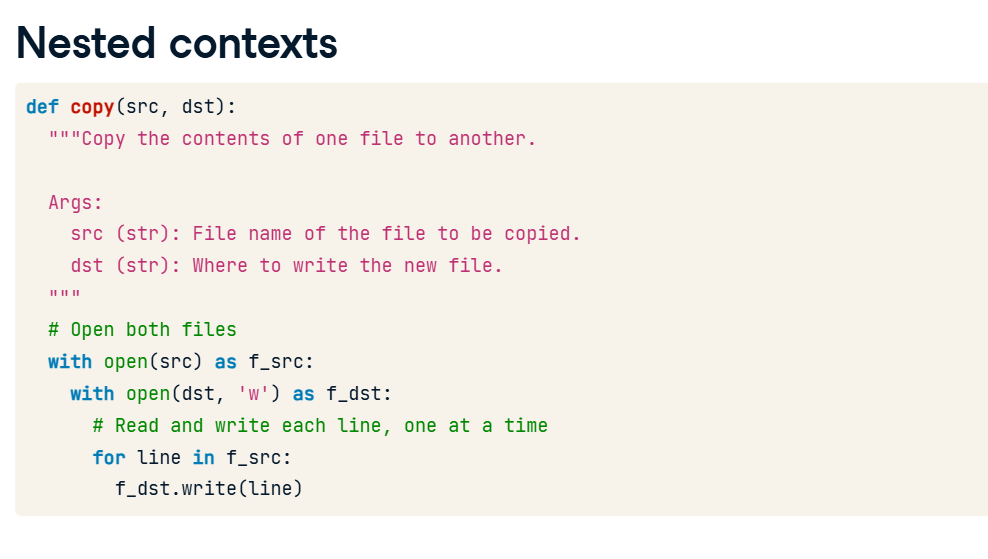 Nested contexts
def copy(src, dst):
  """Copy the contents of one file to another.

  Args:
    src (str): File name of the file to be copied.
    dst (str): Where to write the new file.
  """
  # Open both files
  with open(src) as f_src:
    with open(dst, 'w') as f_dst:
      # Read and write each line, one at a time
      for line in f_src:
        f_dst.write(line)